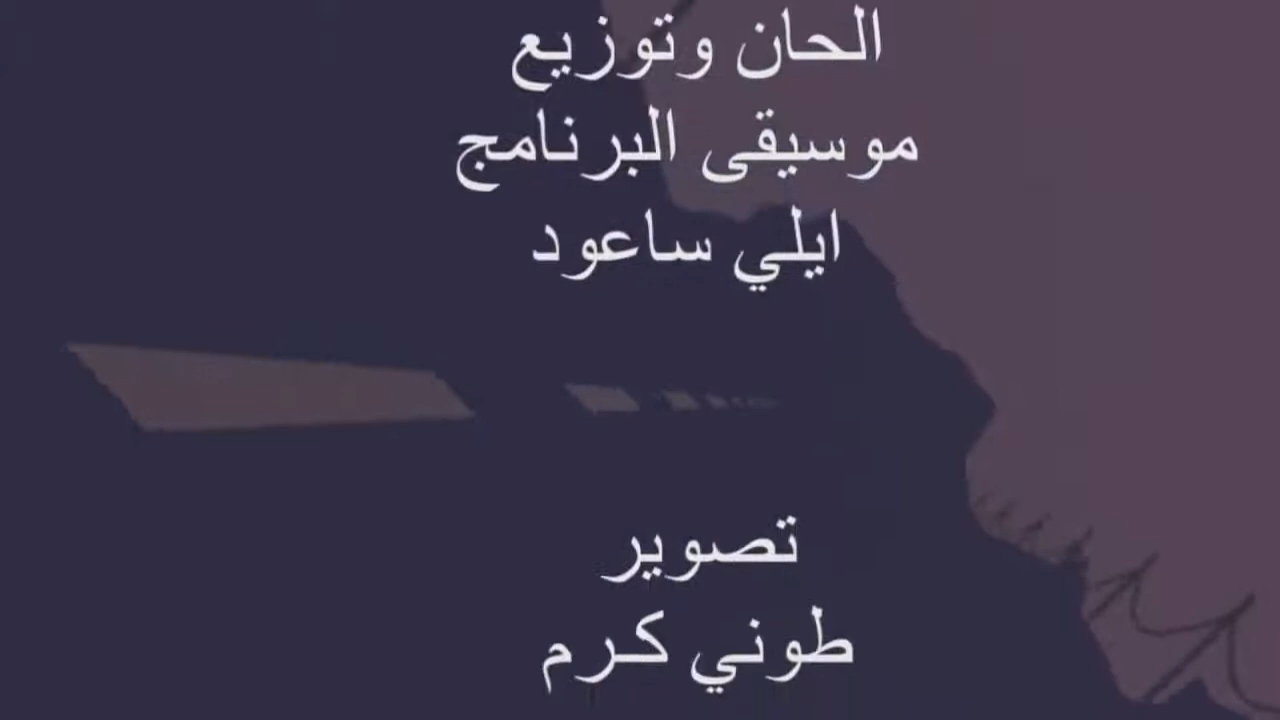 الحان وتوزيع
موسيقى البرنامج
ايلي ساعود
تصوير
طوني كرم